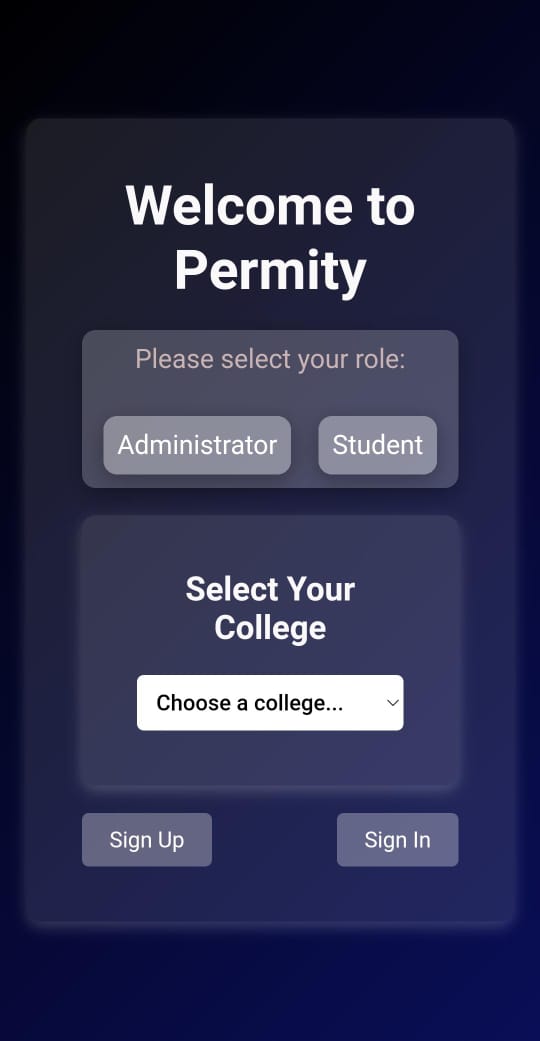 Welcome to
Permity
Please select your role:
Administrator
Student
Select Your
College
Choose a college...
Sign Up
Sign In